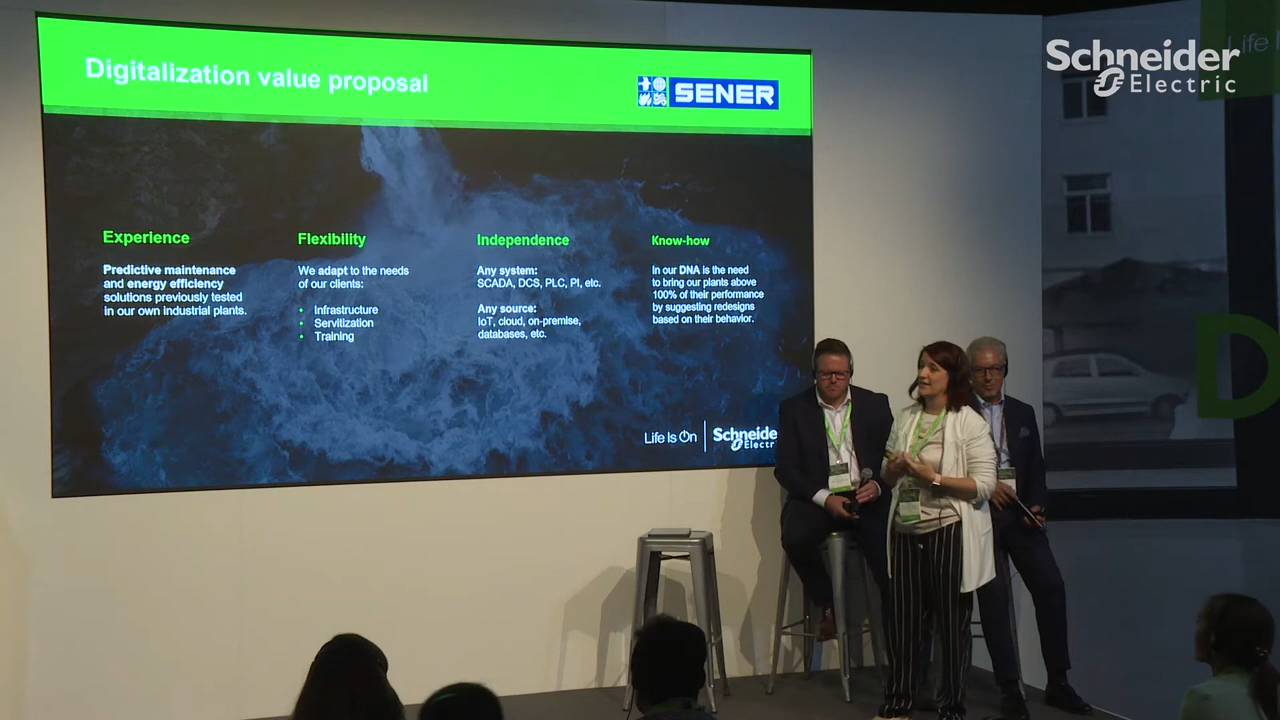 Digitalization value proposal
SENER
Schneider
Electric
Life I
Experience
Predictive maintenance
and energy efficiency
solutions previously tested
in our own industrial plants.
Flexibility
We adapt to the needs
of our clients:
• Infrastructure
• Servitization
• Training
Independence
Any system:
SCADA, DCS, PLC, PI, etc.
Any source:
IoT, cloud, on-premise,
databases, etc.
Know-how
In our DNA is the need
to bring our plants above
100% of their performance
by suggesting redesigns
based on their behavior.
Life Is On
Schneide
Electric
D